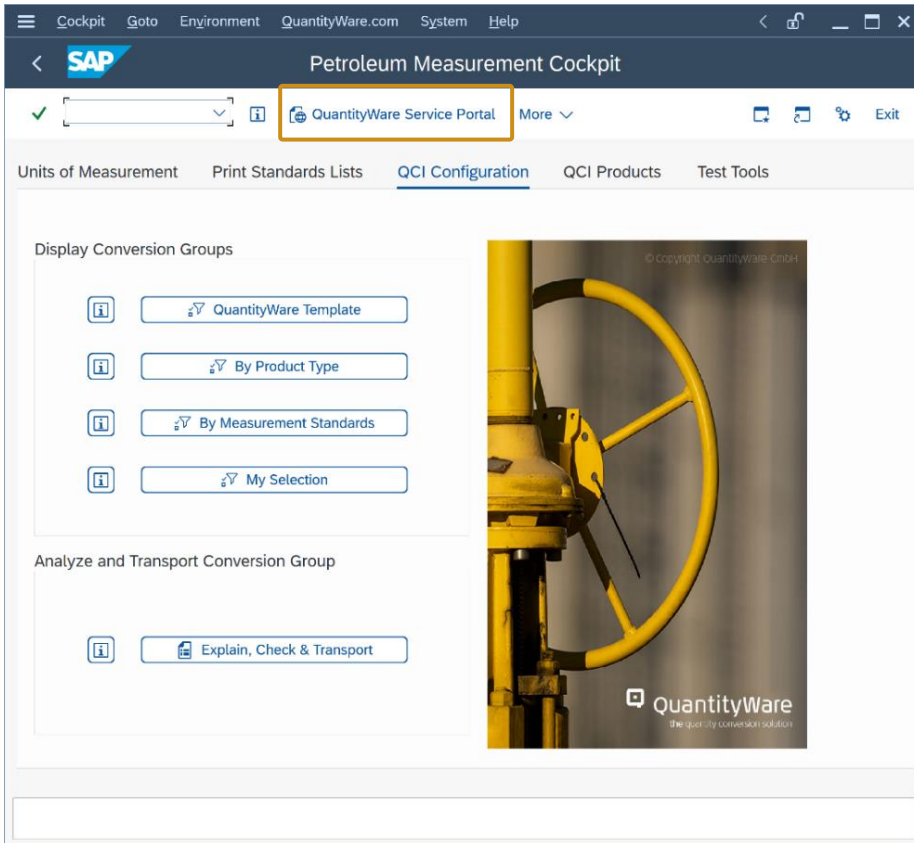 Cockpit Goto Environment QuantityWare.com System Help
SAP Petroleum Measurement Cockpit
QuantityWare Service Portal More Exit
Units of Measurement Print Standards Lists QCI Configuration QCI Products Test Tools
Display Conversion Groups
© Copyright QuantityWare GmbH
QuantityWare Template
By Product Type
By Measurement Standards
My Selection
Analyze and Transport Conversion Group
Explain, Check & Transport
QuantityWare
the quantity conversion solution